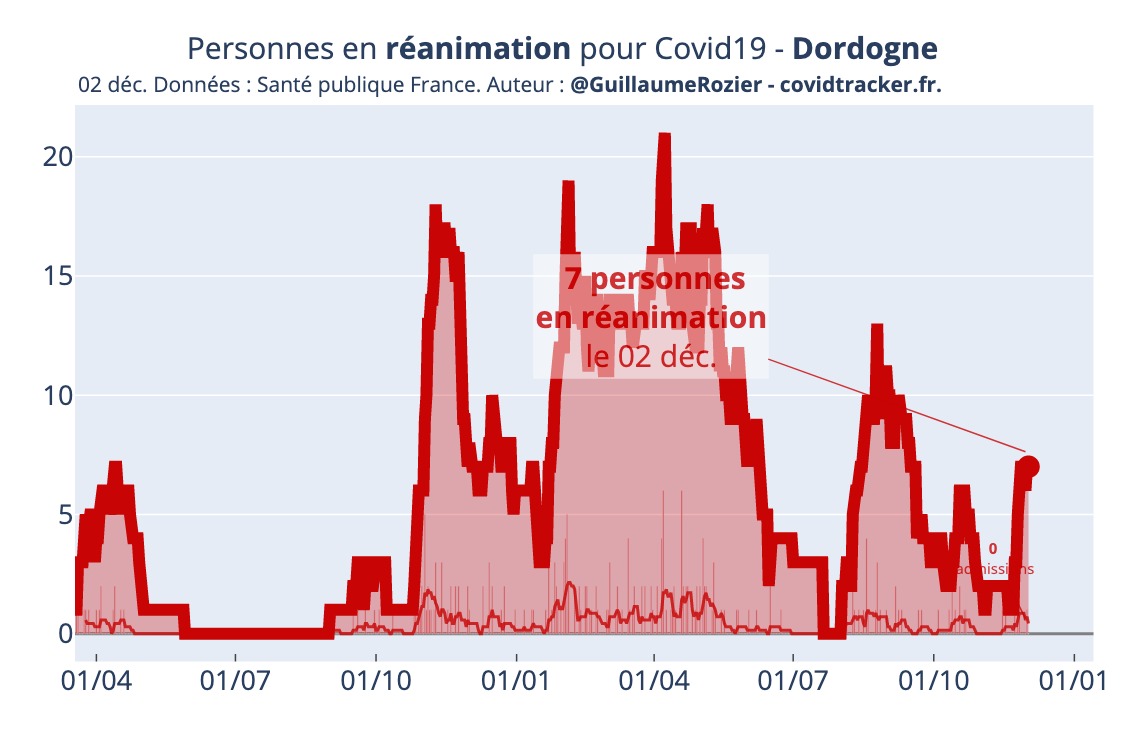 Personnes en réanimation pour Covid19 - Dordogne
02 déc. Données : Santé publique France. Auteur : @GuillaumeRozier - covidtracker.fr.
20
15
10
5
0
7 personnes
en réanimation
le 02 déc.
0
admissions
01/04
01/07
01/10
01/01
01/04
01/07
01/10
01/01